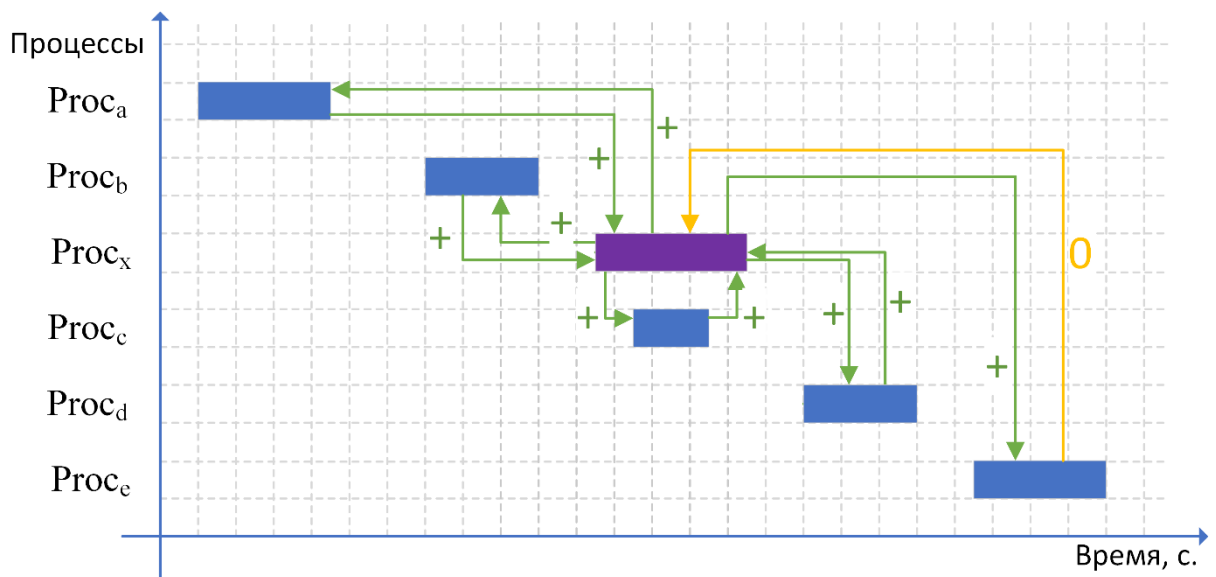 Процессы
Proca
+
+
Procb
+
+
Procx
0
+
Procc
+
+
+
+
Procd
Proce
Время, с.